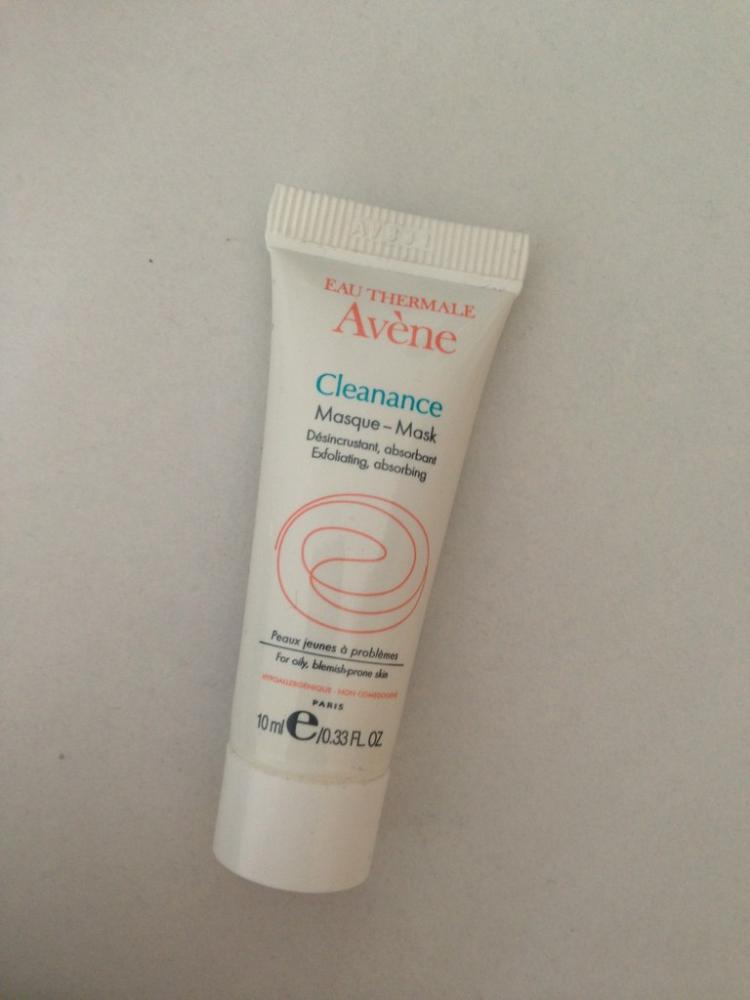 EAU THERMALE
Avène
Cleanance
Masque – Mask
Désincrustant, absorbant
Exfoliating, absorbing
Peaux jeunes à problèmes
For oily, blemish-prone skin
HYPOALLERGÉNIQUE - NON COMÉDOGÈNE
PARIS
10 ml e/0.33 FL. OZ